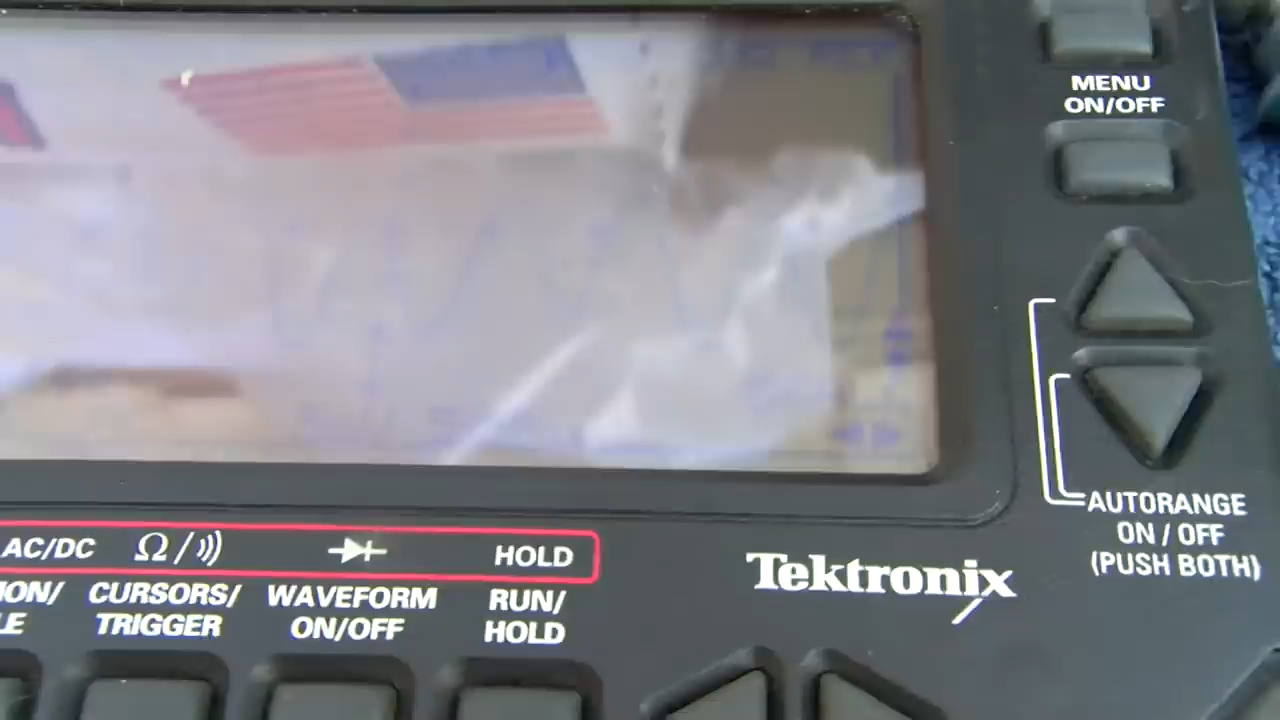 MENU
ON/OFF
AUTORANGE
ON / OFF
(PUSH BOTH)
AC/DC Ω/
HOLD
CURSORS/
TRIGGER
WAVEFORM
ON/OFF
RUN/
HOLD
Tektronix